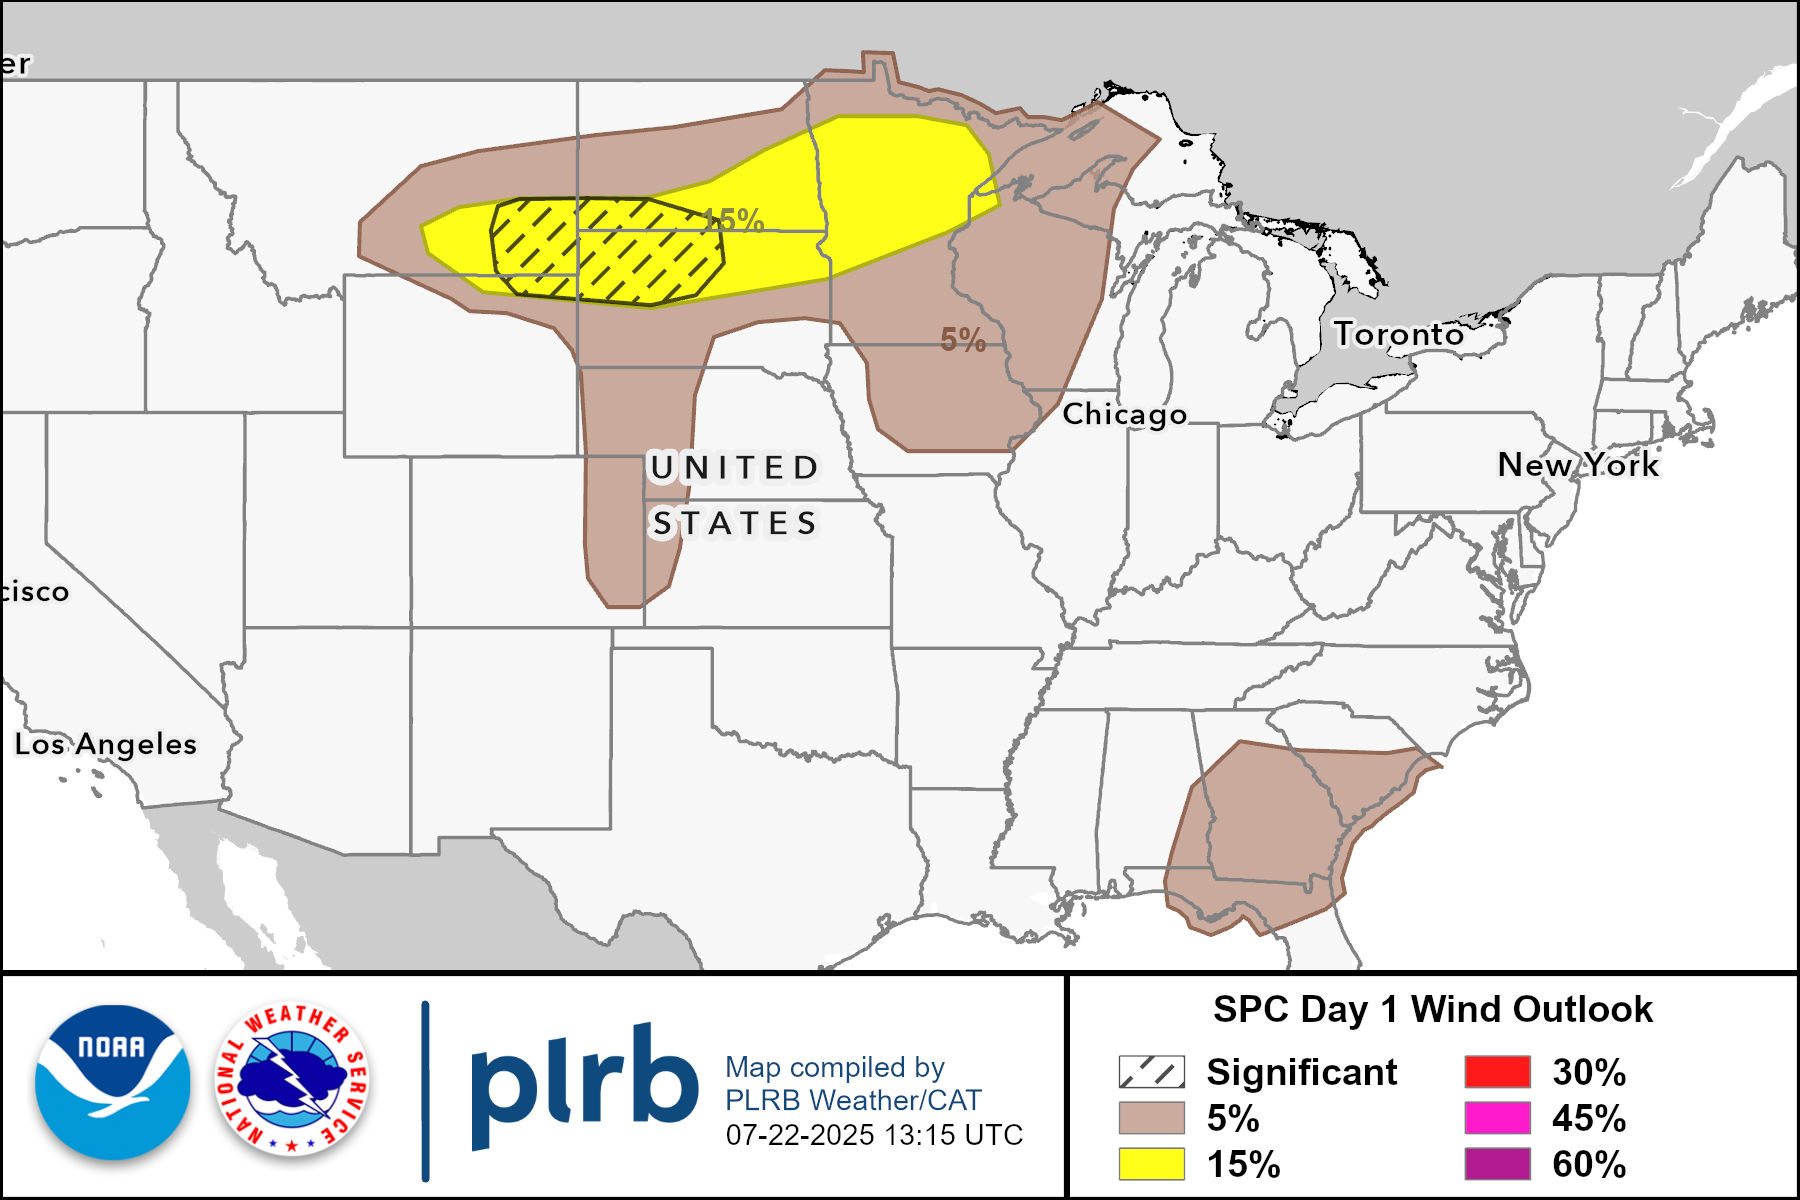 er
15%
5%
Toronto
Chicago
UNITED
STATES
New York
cisco
Los Angeles
NOAA
NATIONAL WEATHER SERVICE
plrb
Map compiled by
PLRB Weather/CAT
07-22-2025 13:15 UTC
SPC Day 1 Wind Outlook
Significant
5%
15%
30%
45%
60%